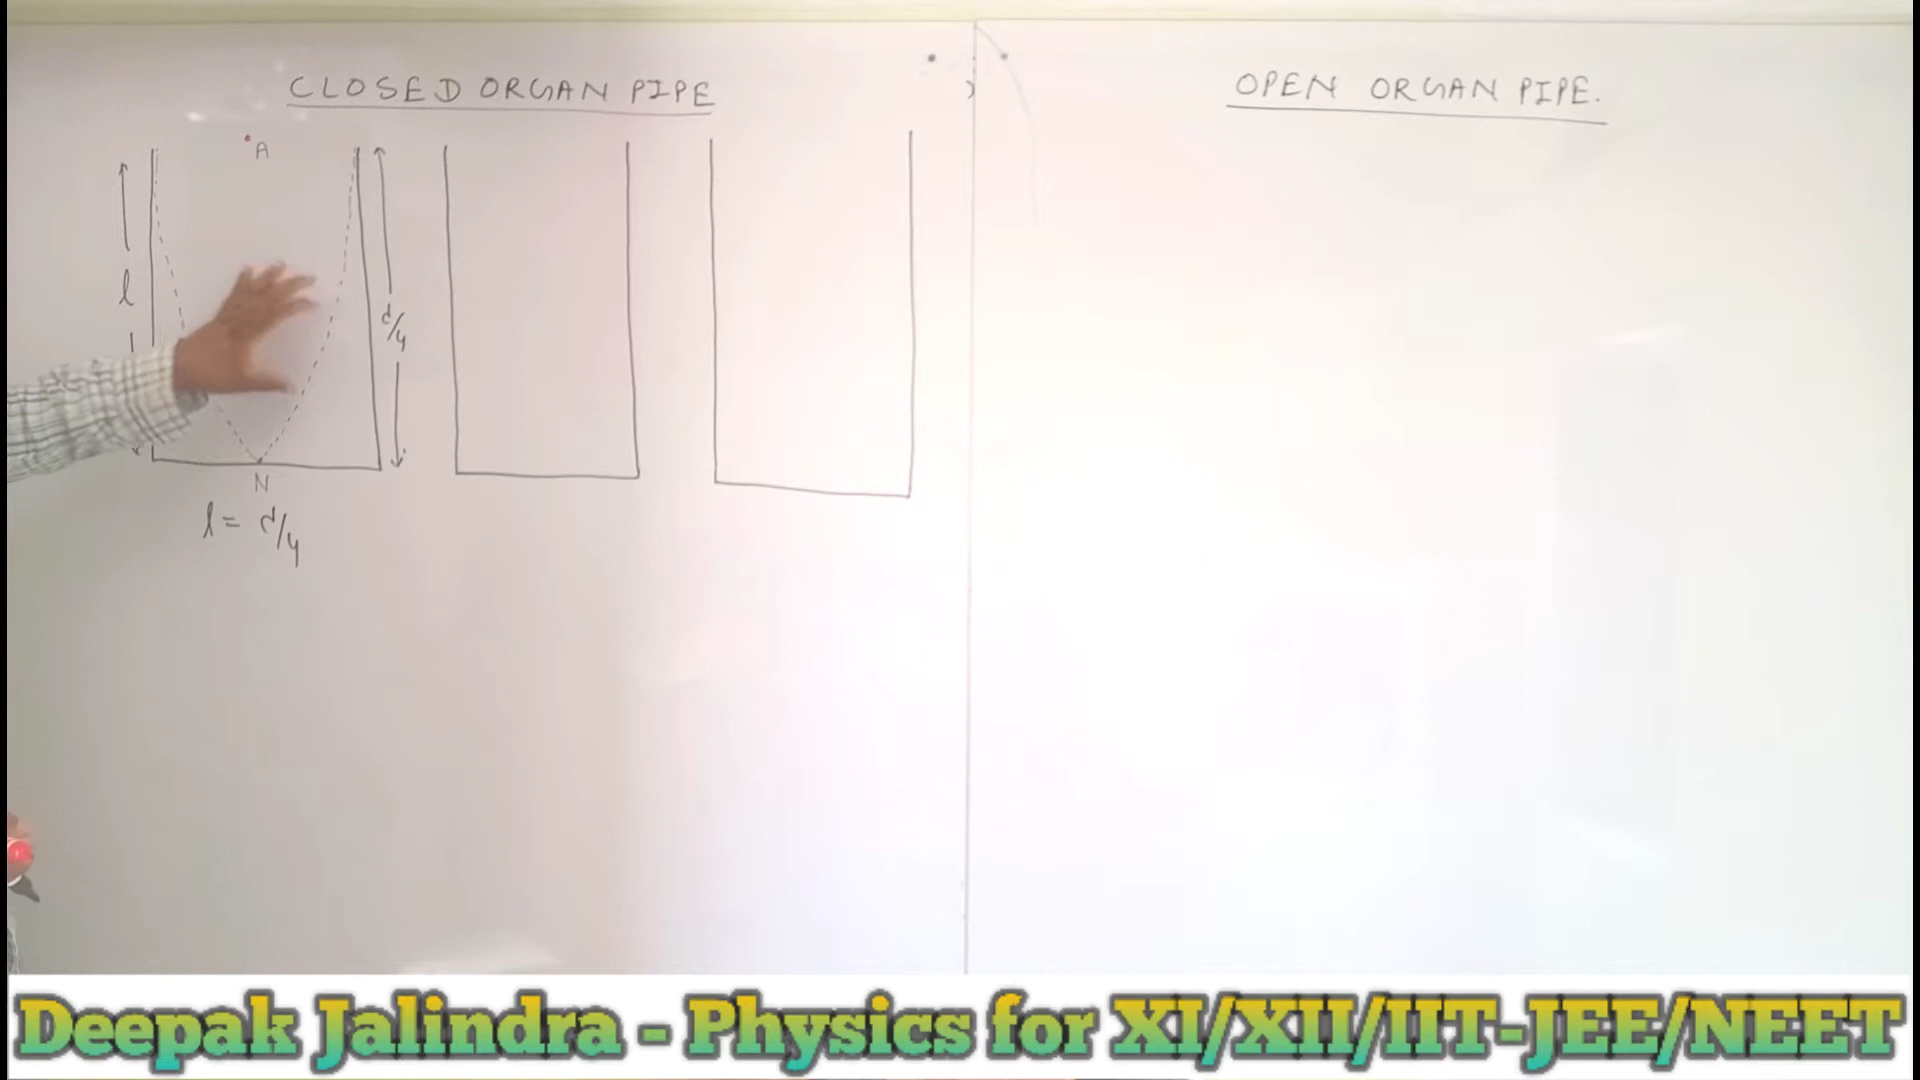 CLOSED ORGAN PIPE
OPEN ORGAN PIPE.
A
l
λ/4
N
l = λ/4
Deepak Jalindra - Physics for XI/XII/IIT-JEE/NEET